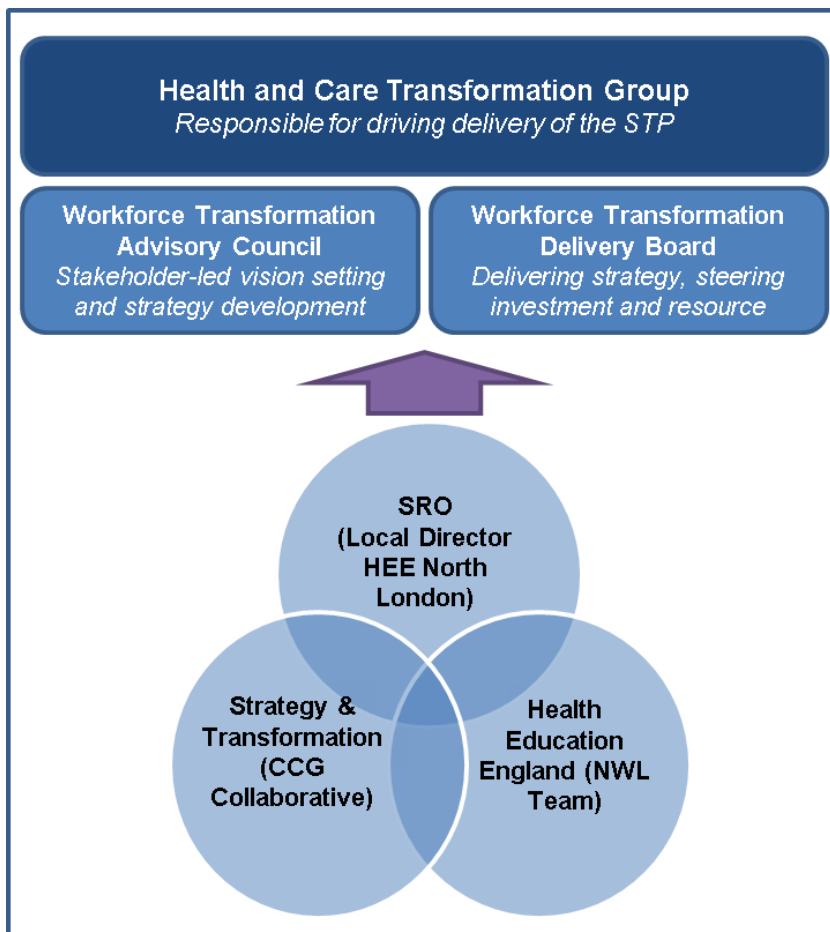 Health and Care Transformation Group
Responsible for driving delivery of the STP
Workforce Transformation
Advisory Council
Stakeholder-led vision setting
and strategy development
Workforce Transformation
Delivery Board
Delivering strategy, steering
investment and resource
SRO
(Local Director
HEE North
London)
Strategy &
Transformation
(CCG
Collaborative)
Health
Education
England (NWL
Team)